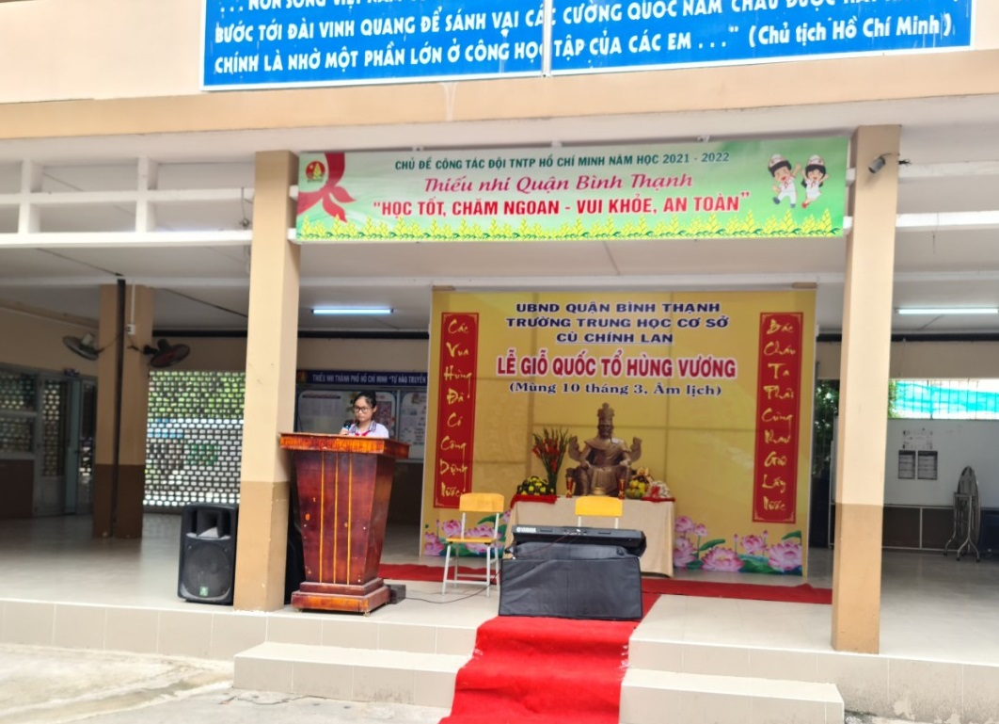 ... NON SÔNG VIỆT NAM
BƯỚC TỚI ĐÀI VINH QUANG ĐỂ SÁNH VAI CÁC CƯỜNG QUỐC NĂM CHÂU ĐƯỢC HAY
CHÍNH LÀ NHỜ MỘT PHẦN LỚN Ở CÔNG HỌC TẬP CỦA CÁC EM ..." (Chủ tịch Hồ Chí Minh)
CHỦ ĐỀ CÔNG TÁC ĐỘI TNTP HỒ CHÍ MINH NĂM HỌC 2021 - 2022
Thiếu nhi Quận Bình Thạnh
"HỌC TỐT, CHĂM NGOAN - VUI KHỎE, AN TOÀN"
UBND QUẬN BÌNH THẠNH
TRƯỜNG TRUNG HỌC CƠ SỞ
CÙ CHÍNH LAN
LỄ GIỖ QUỐC TỔ HÙNG VƯƠNG
(Mùng 10 tháng 3, Âm lịch)
Các
Vua
Hùng
Đã
Có
Công
Dựng
Nước
Bác
Cháu
Ta
Phải
Cùng
Nhau
Giữ
Lấy
Nước
THIẾU NHI THÀNH PHỐ HỒ CHÍ MINH "TỰ HÀO TRUYỀN
YAMAHA